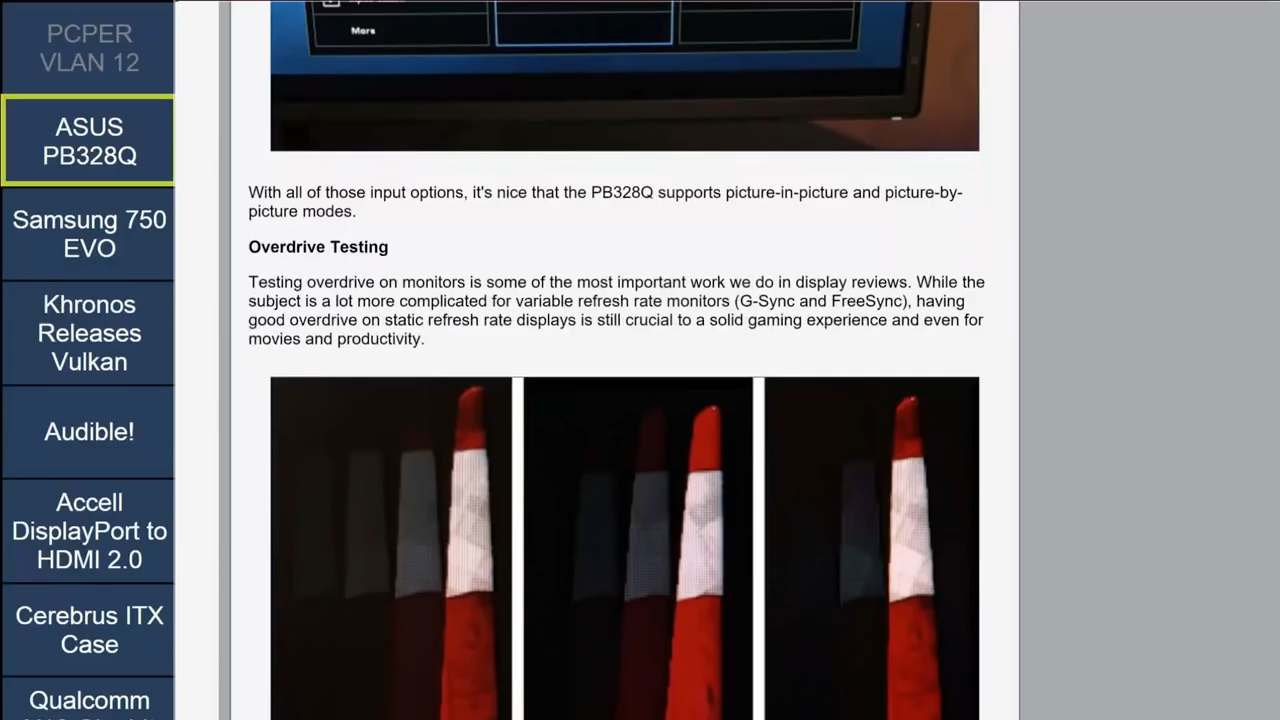 PCPER
VLAN 12
ASUS
PB328Q
Samsung 750
EVO
Khronos
Releases
Vulkan
Audible!
Accell
DisplayPort to
HDMI 2.0
Cerebrus ITX
Case
Qualcomm
More
With all of those input options, it's nice that the PB328Q supports picture-in-picture and picture-by-
picture modes.
Overdrive Testing
Testing overdrive on monitors is some of the most important work we do in display reviews. While the
subject is a lot more complicated for variable refresh rate monitors (G-Sync and FreeSync), having
good overdrive on static refresh rate displays is still crucial to a solid gaming experience and even for
movies and productivity.